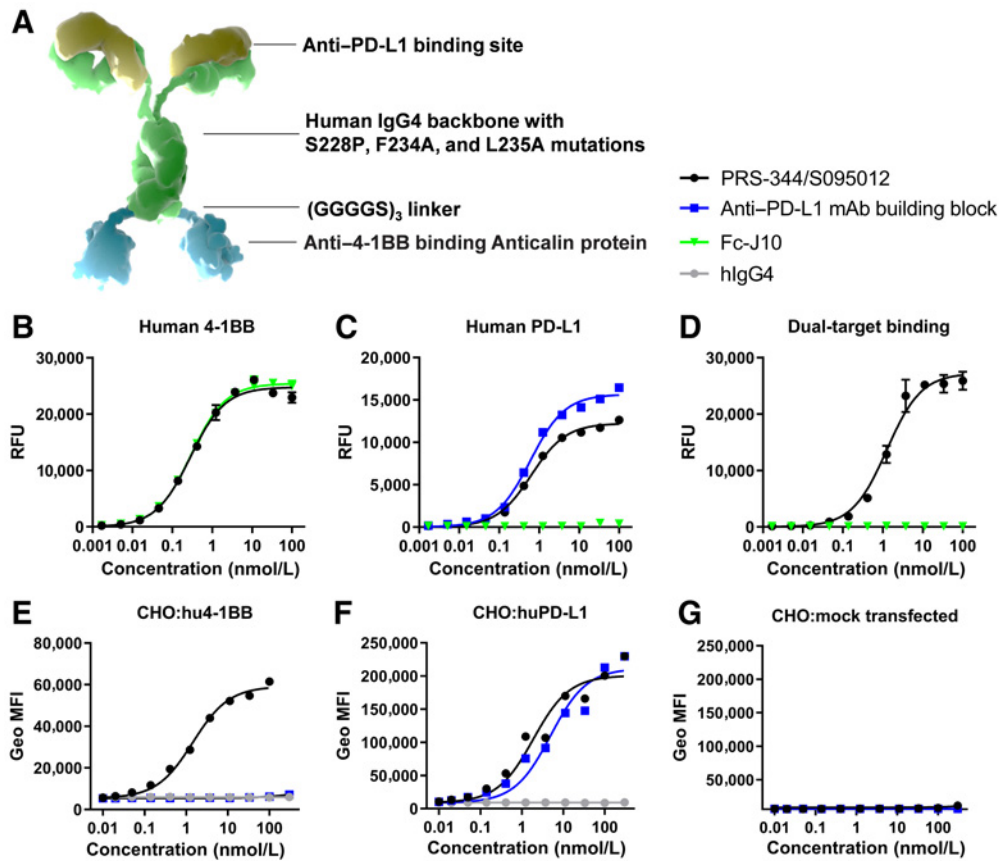 A
Anti–PD-L1 binding site
Human IgG4 backbone with
S228P, F234A, and L235A mutations
(GGGGS)₃ linker
Anti–4-1BB binding Anticalin protein
PRS-344/S095012
Anti–PD-L1 mAb building block
Fc-J10
hIgG4
B
Human 4-1BB
RFU
30,000
20,000
10,000
0
0.001 0.01 0.1 1 10 100
Concentration (nmol/L)
C
Human PD-L1
RFU
20,000
15,000
10,000
5,000
0
0.001 0.01 0.1 1 10 100
Concentration (nmol/L)
D
Dual-target binding
RFU
30,000
20,000
10,000
0
0.001 0.01 0.1 1 10 100
Concentration (nmol/L)
E
CHO:hu4-1BB
Geo MFI
80,000
60,000
40,000
20,000
0
0.01 0.1 1 10 100
Concentration (nmol/L)
F
CHO:huPD-L1
Geo MFI
250,000
200,000
150,000
100,000
50,000
0
0.01 0.1 1 10 100
Concentration (nmol/L)
G
CHO:mock transfected
Geo MFI
250,000
200,000
150,000
100,000
50,000
0
0.01 0.1 1 10 100
Concentration (nmol/L)